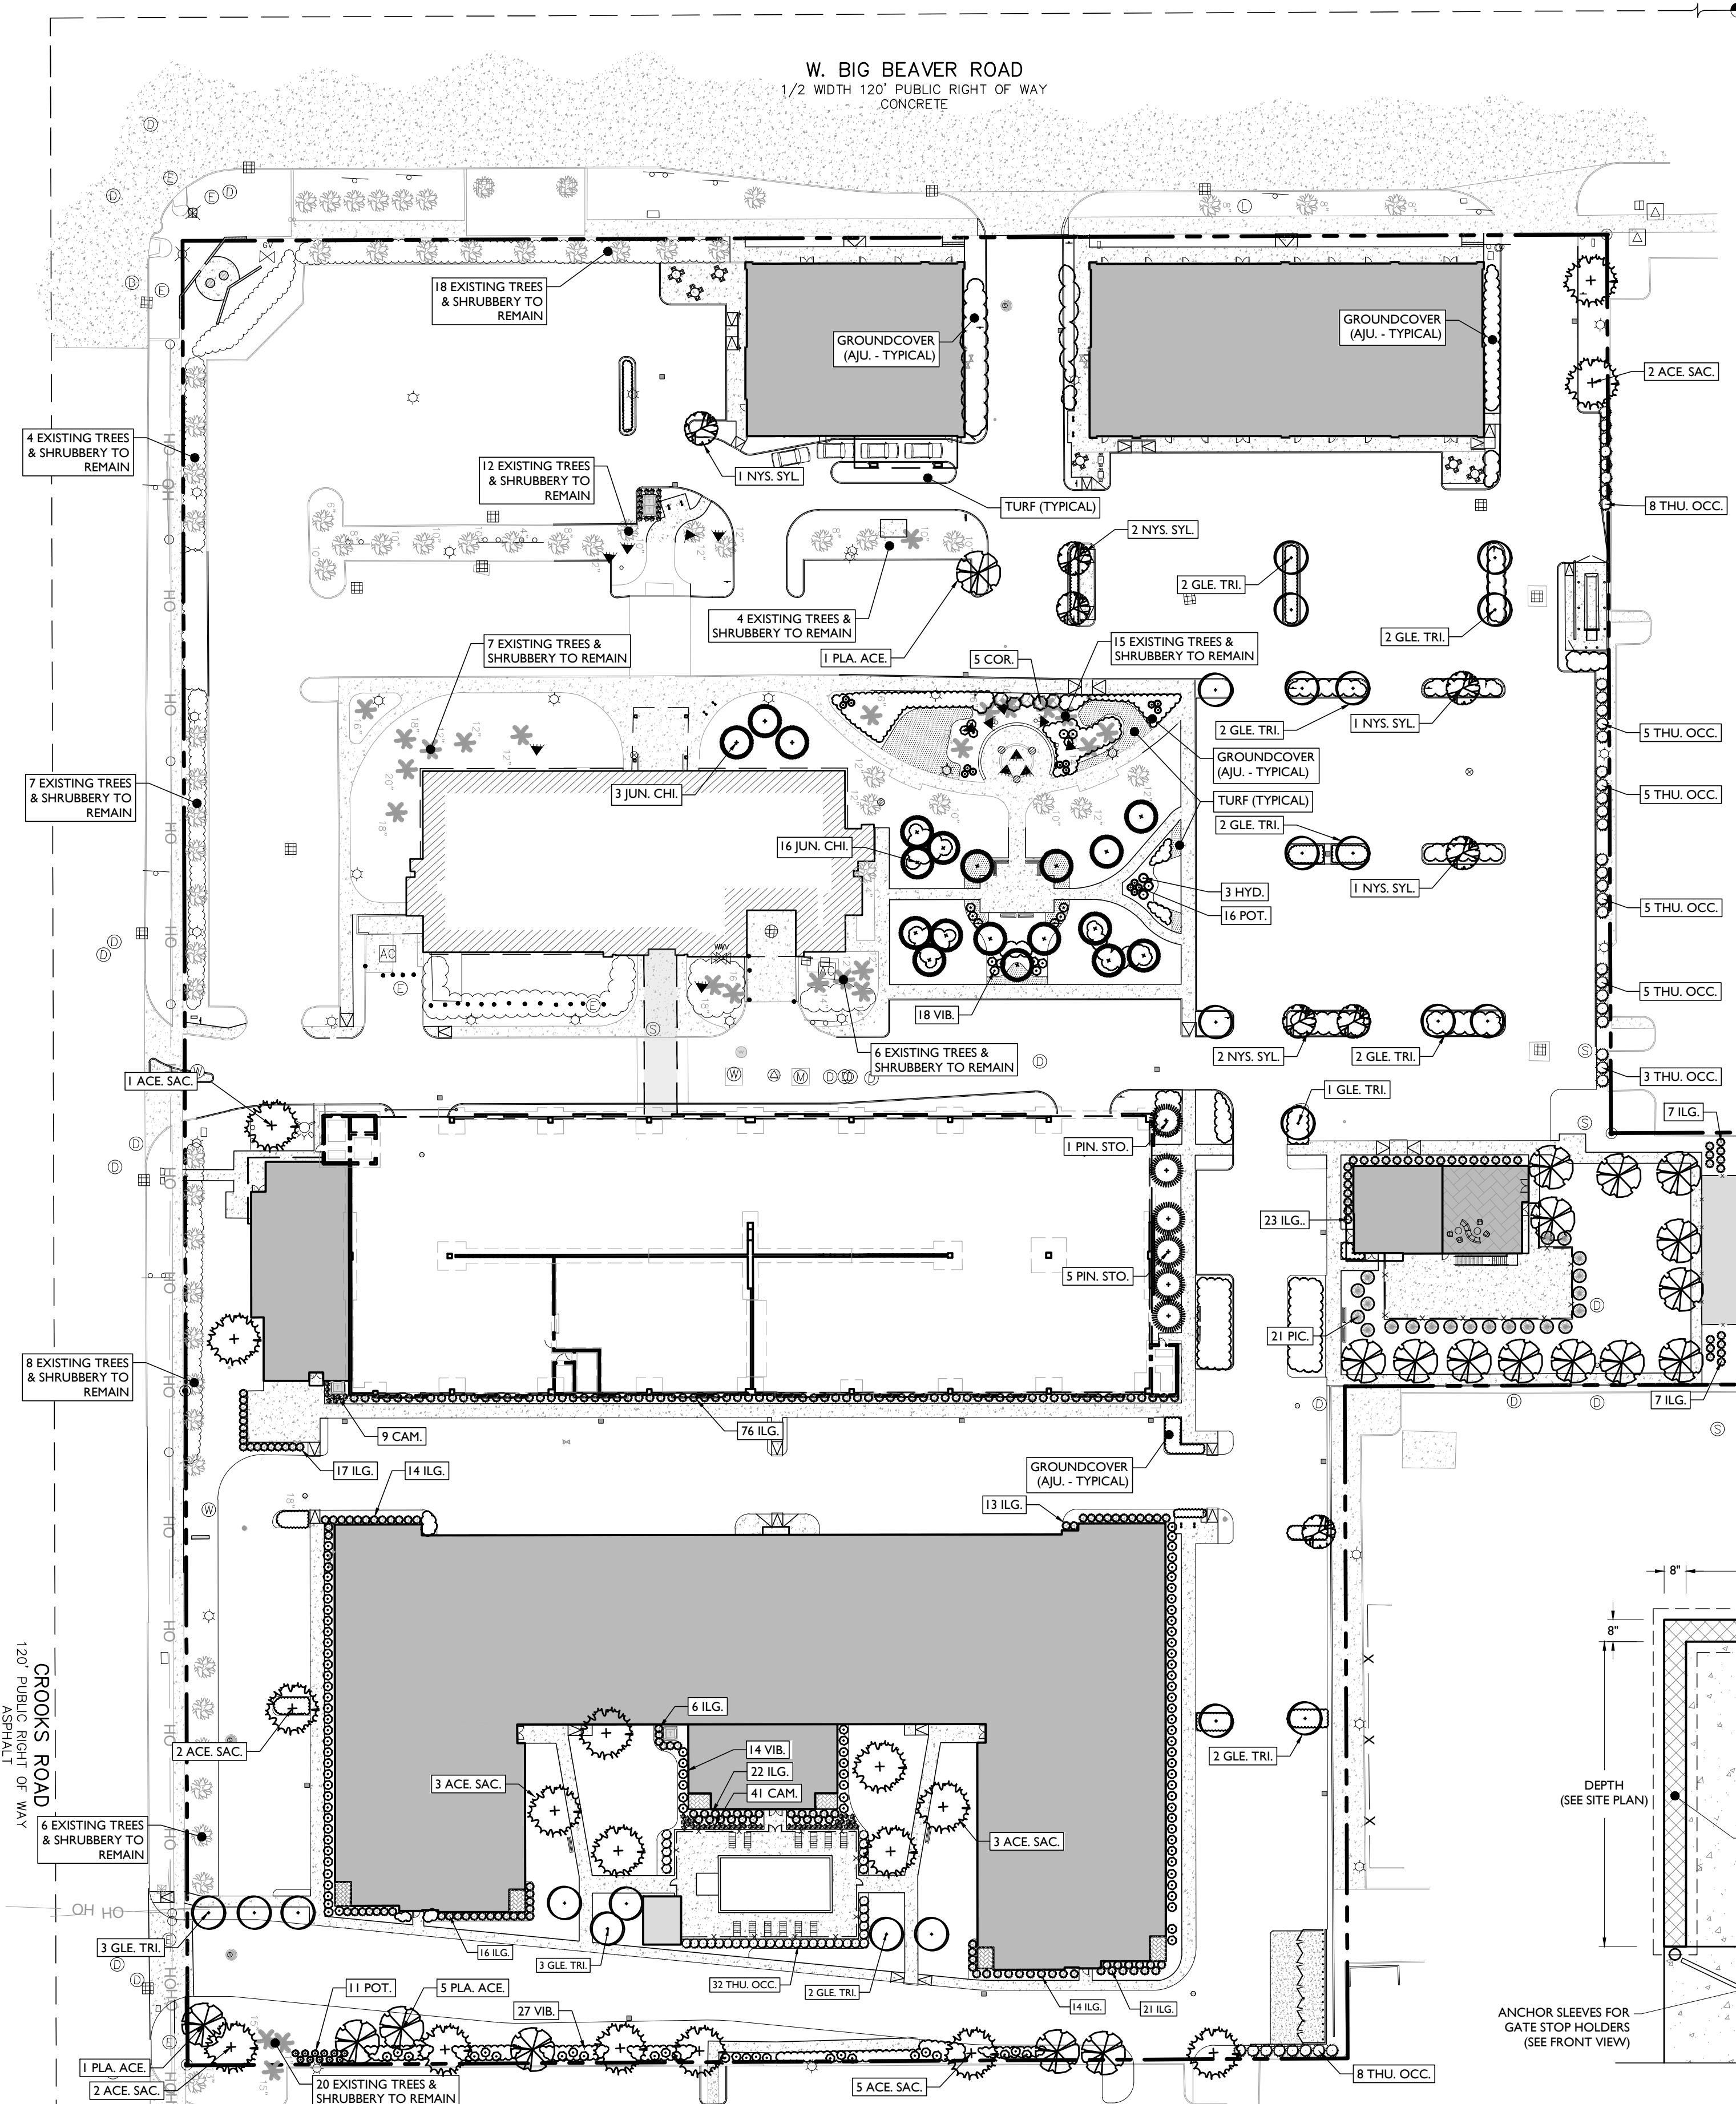 W. BIG BEAVER ROAD
1/2 WIDTH 120' PUBLIC RIGHT OF WAY
CONCRETE
18 EXISTING TREES
& SHRUBBERY TO
REMAIN
GROUNDCOVER
(AJU. - TYPICAL)
GROUNDCOVER
(AJU. - TYPICAL)
2 ACE. SAC.
4 EXISTING TREES
& SHRUBBERY TO
REMAIN
12 EXISTING TREES
& SHRUBBERY TO
REMAIN
1 NYS. SYL.
TURF (TYPICAL)
8 THU. OCC.
2 NYS. SYL.
2 GLE. TRI.
4 EXISTING TREES &
SHRUBBERY TO REMAIN
2 GLE. TRI.
7 EXISTING TREES &
SHRUBBERY TO REMAIN
1 PLA. ACE.
5 COR.
15 EXISTING TREES &
SHRUBBERY TO REMAIN
2 GLE. TRI.
1 NYS. SYL.
5 THU. OCC.
GROUNDCOVER
(AJU. - TYPICAL)
7 EXISTING TREES
& SHRUBBERY TO
REMAIN
3 JUN. CHI.
TURF (TYPICAL)
5 THU. OCC.
2 GLE. TRI.
16 JUN. CHI.
3 HYD.
1 NYS. SYL.
16 POT.
5 THU. OCC.
AC
AC
18 VIB.
5 THU. OCC.
6 EXISTING TREES &
SHRUBBERY TO REMAIN
2 NYS. SYL.
2 GLE. TRI.
1 ACE. SAC.
3 THU. OCC.
1 GLE. TRI.
7 ILG.
1 PIN. STO.
23 ILG..
5 PIN. STO.
21 PIC.
8 EXISTING TREES
& SHRUBBERY TO
REMAIN
7 ILG.
9 CAM.
76 ILG.
17 ILG.
14 ILG.
GROUNDCOVER
(AJU. - TYPICAL)
13 ILG.
8"
8"
CROOKS ROAD
120' PUBLIC RIGHT OF WAY
ASPHALT
6 ILG.
2 ACE. SAC.
14 VIB.
22 ILG.
41 CAM.
2 GLE. TRI.
3 ACE. SAC.
DEPTH
(SEE SITE PLAN)
6 EXISTING TREES
& SHRUBBERY TO
REMAIN
3 ACE. SAC.
OH HO
3 GLE. TRI.
16 ILG.
3 GLE. TRI.
32 THU. OCC.
2 GLE. TRI.
11 POT.
5 PLA. ACE.
27 VIB.
14 ILG.
21 ILG.
ANCHOR SLEEVES FOR
GATE STOP HOLDERS
(SEE FRONT VIEW)
1 PLA. ACE.
2 ACE. SAC.
20 EXISTING TREES &
SHRUBBERY TO REMAIN
5 ACE. SAC.
8 THU. OCC.